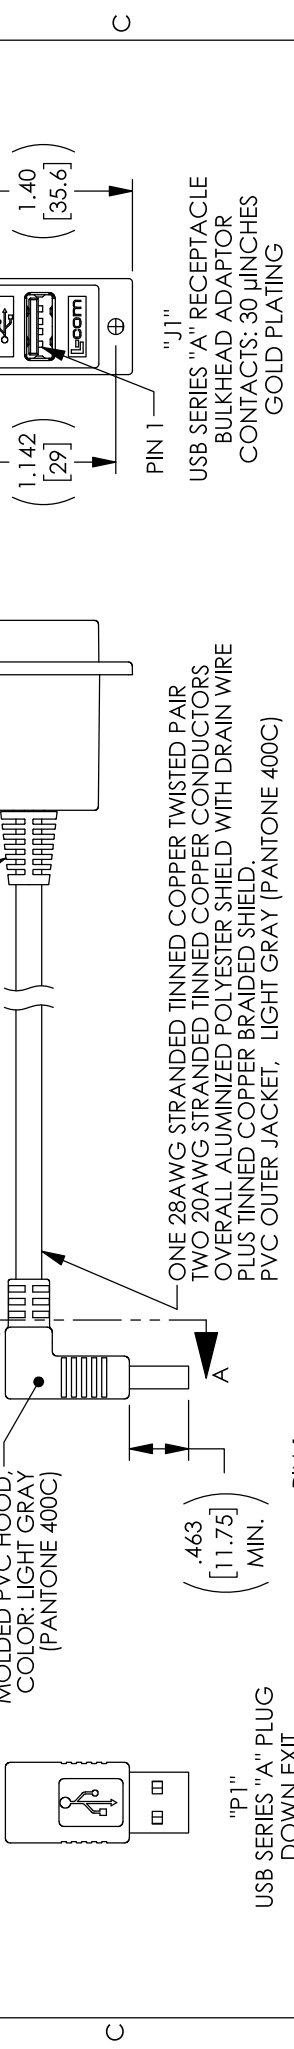 C
MOLDED PVC HOOD,
COLOR: LIGHT GRAY
(PANTONE 400C)
"P1"
USB SERIES "A" PLUG
DOWN EXIT
.463
[11.75]
MIN.
A
ONE 28AWG STRANDED TINNED COPPER TWISTED PAIR
TWO 20AWG STRANDED TINNED COPPER CONDUCTORS
OVERALL ALUMINIZED POLYESTER SHIELD WITH DRAIN WIRE
PLUS TINNED COPPER BRAIDED SHIELD.
PVC OUTER JACKET, LIGHT GRAY (PANTONE 400C)
1.142
[29]
1.40
[35.6]
L-com
PIN 1
"J1"
USB SERIES "A" RECEPTACLE
BULKHEAD ADAPTOR
CONTACTS: 30 µINCHES
GOLD PLATING
C